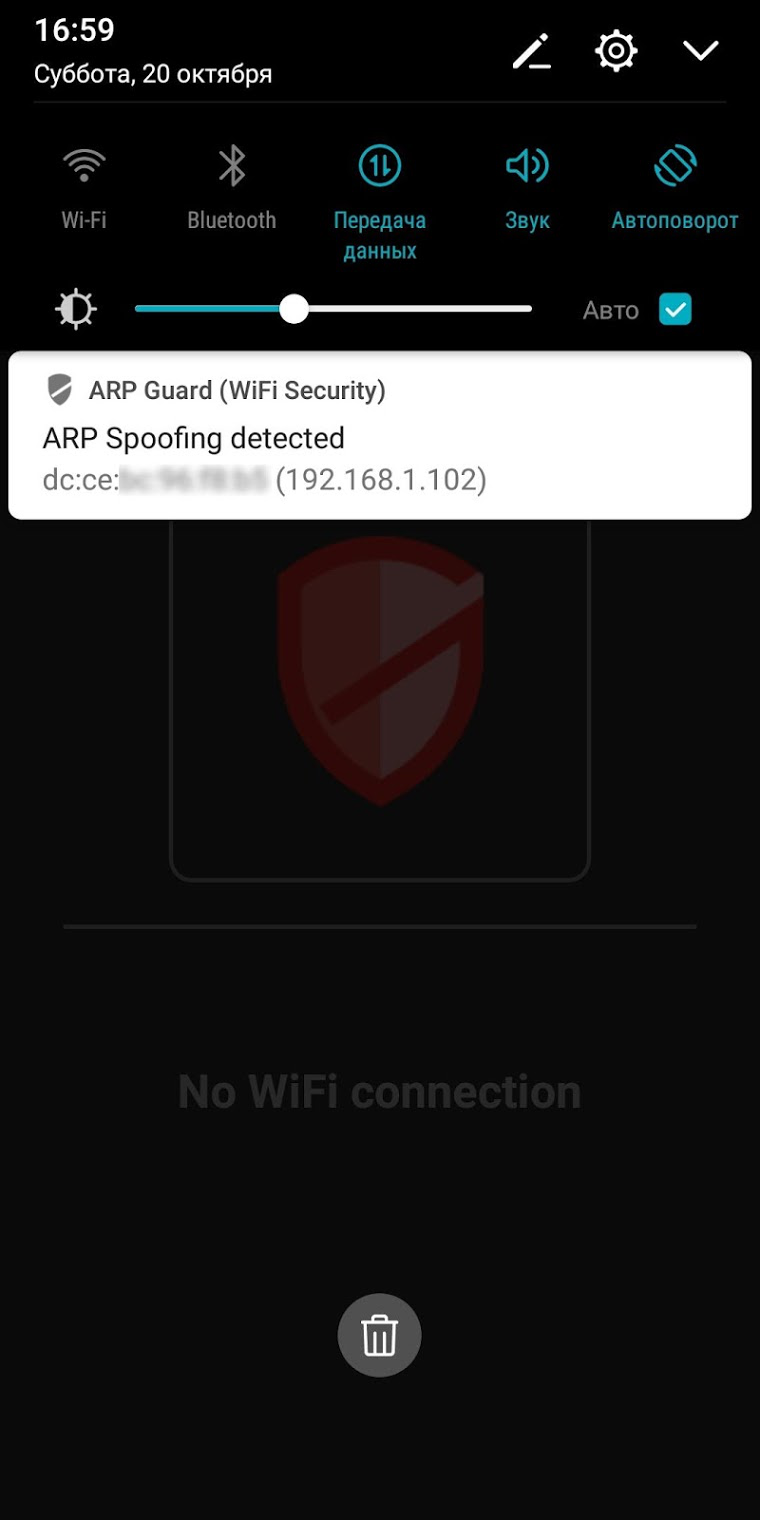 16:59
Суббота, 20 октября
Wi-Fi
Bluetooth
Передача
данных
Звук
Автоповорот
Авто
ARP Guard (WiFi Security)
ARP Spoofing detected
dc:ce: (192.168.1.102)
No WiFi connection